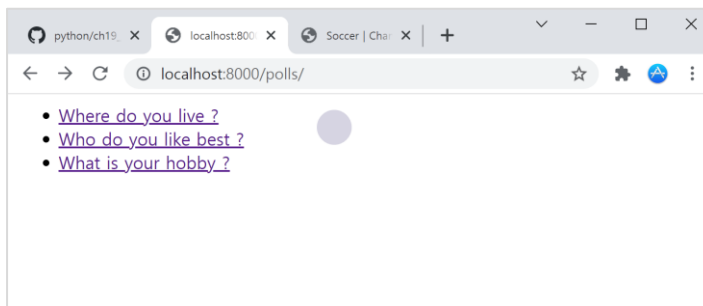 python/ch19_
localhost:800
Soccer | Char
localhost:8000/polls/
Where do you live ?
Who do you like best ?
What is your hobby ?